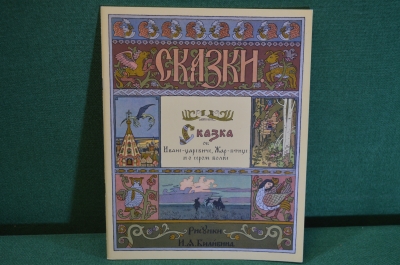 СКАЗКИ
Сказка
об
Иване-царевиче, Жар-птице
и о сером волке
Рисунки
И. Я. Билибина